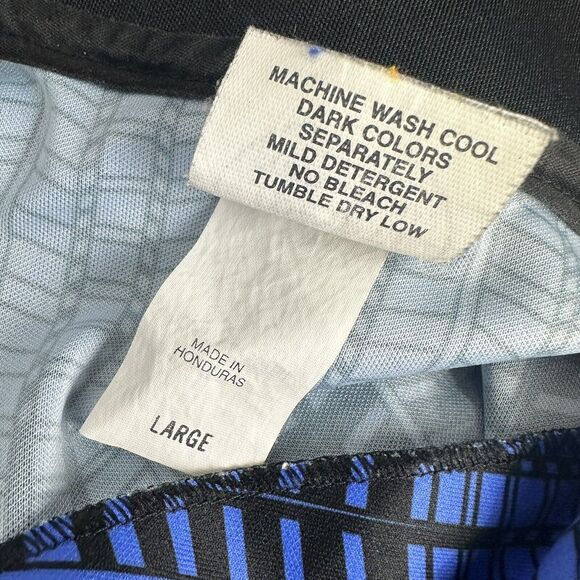 MACHINE WASH COOL
DARK COLORS
SEPARATELY
MILD DETERGENT
NO BLEACH
TUMBLE DRY LOW
MADE IN
HONDURAS
LARGE